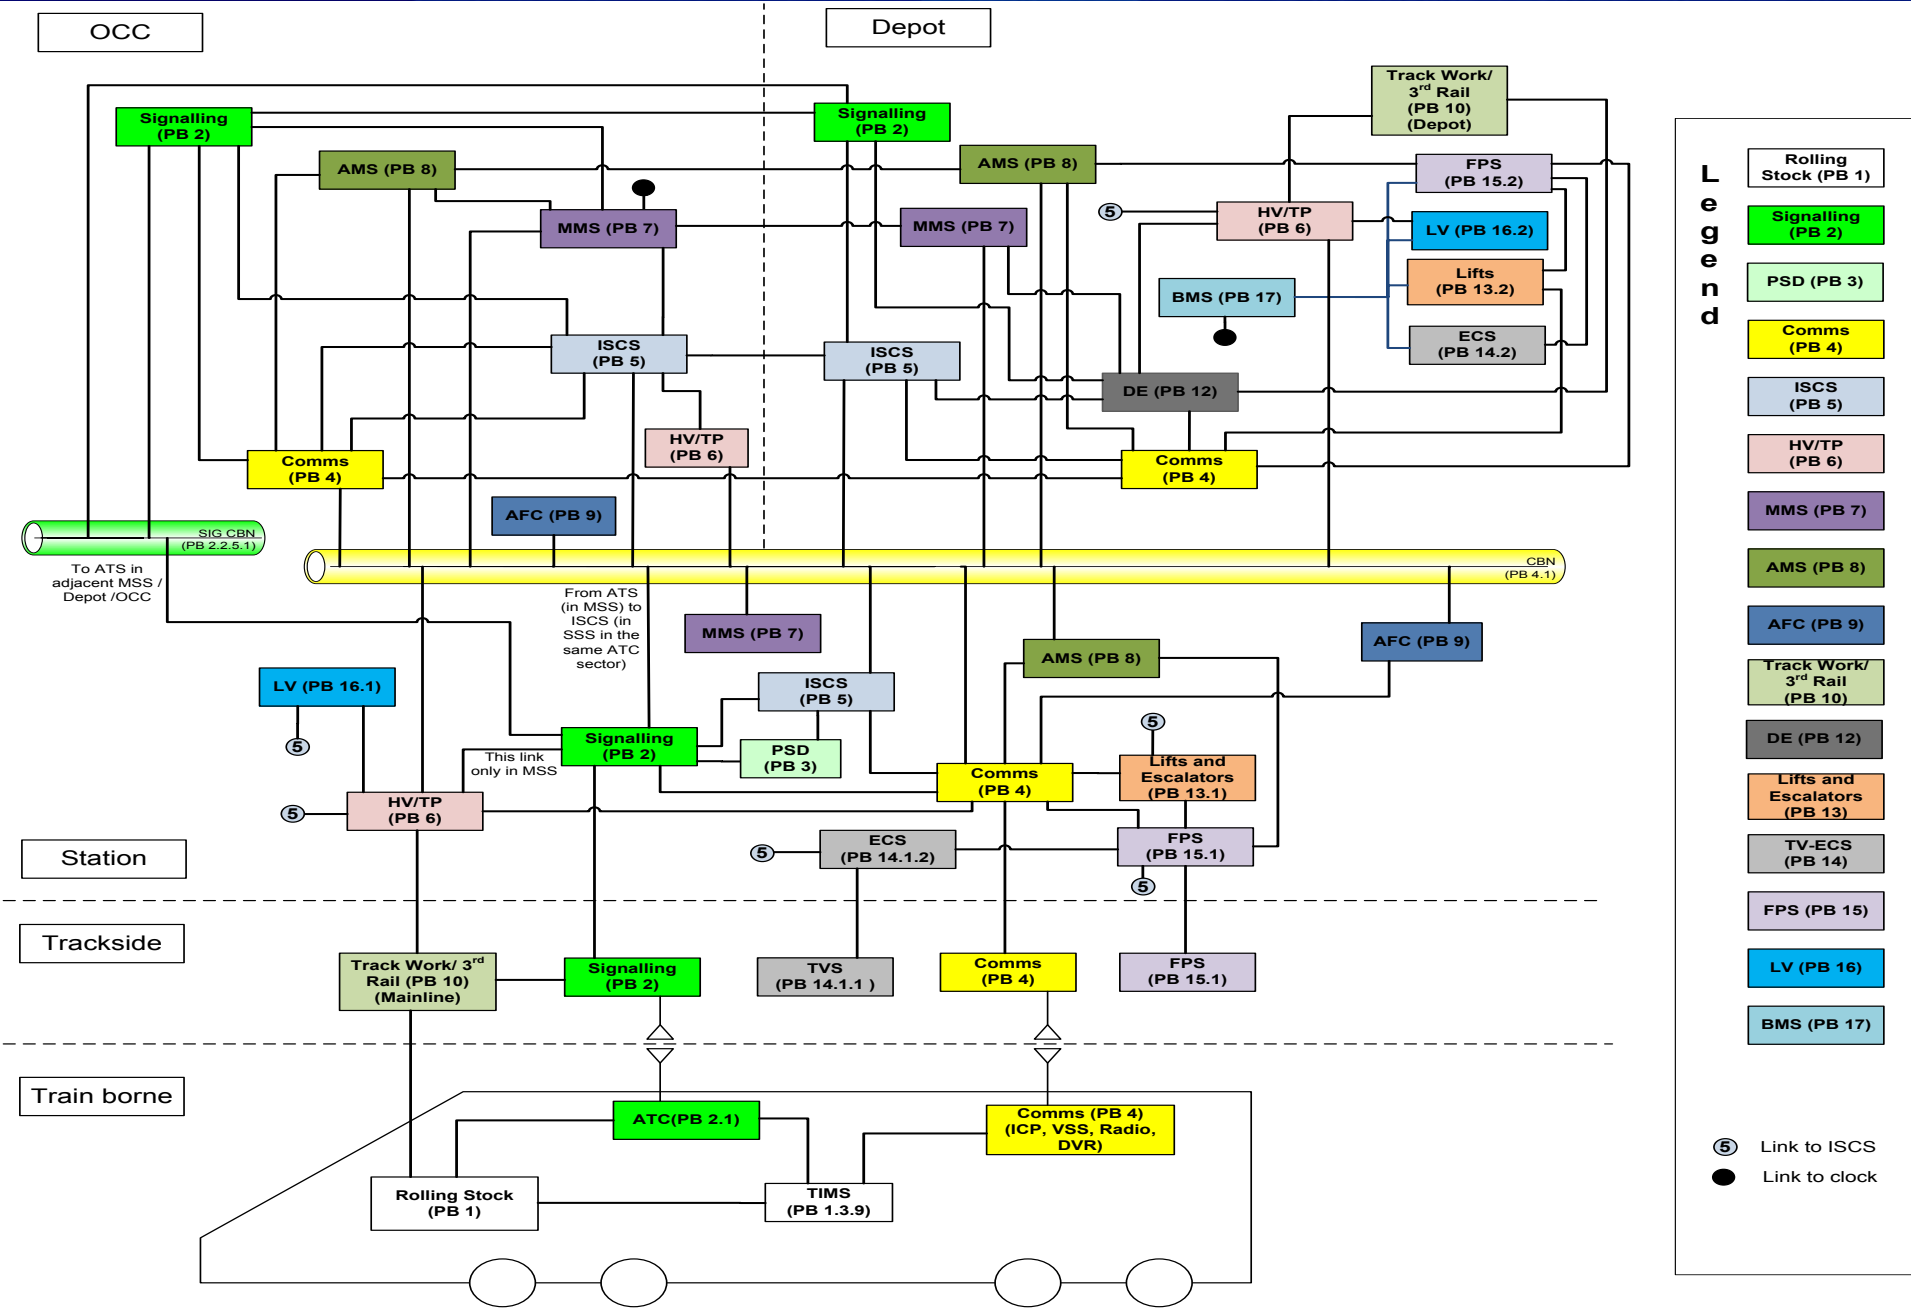 OCC
Depot
Signalling
(PB 2)
Signalling
(PB 2)
Track Work/
3rd Rail
(PB 10)
(Depot)
AMS (PB 8)
AMS (PB 8)
FPS
(PB 15.2)
MMS (PB 7)
MMS (PB 7)
5
HV/TP
(PB 6)
LV (PB 16.2)
Lifts
(PB 13.2)
BMS (PB 17)
ECS
(PB 14.2)
ISCS
(PB 5)
ISCS
(PB 5)
DE (PB 12)
HV/TP
(PB 6)
Comms
(PB 4)
Comms
(PB 4)
AFC (PB 9)
SIG CBN
(PB 2.2.5.1)
CBN
(PB 4.1)
To ATS in
adjacent MSS /
Depot /OCC
From ATS
(in MSS) to
ISCS (in
SSS in the
same ATC
sector)
MMS (PB 7)
AMS (PB 8)
AFC (PB 9)
LV (PB 16.1)
5
ISCS
(PB 5)
Signalling
(PB 2)
PSD
(PB 3)
This link
only in MSS
5
Comms
(PB 4)
Lifts and
Escalators
(PB 13.1)
5
HV/TP
(PB 6)
5
ECS
(PB 14.1.2)
FPS
(PB 15.1)
5
Station
Trackside
Track Work/ 3rd
Rail (PB 10)
(Mainline)
Signalling
(PB 2)
TVS
(PB 14.1.1 )
Comms
(PB 4)
FPS
(PB 15.1)
Train borne
ATC(PB 2.1)
Comms (PB 4)
(ICP, VSS, Radio,
DVR)
Rolling Stock
(PB 1)
TIMS
(PB 1.3.9)
Legend
Rolling
Stock (PB 1)
Signalling
(PB 2)
PSD (PB 3)
Comms
(PB 4)
ISCS
(PB 5)
HV/TP
(PB 6)
MMS (PB 7)
AMS (PB 8)
AFC (PB 9)
Track Work/
3rd Rail
(PB 10)
DE (PB 12)
Lifts and
Escalators
(PB 13)
TV-ECS
(PB 14)
FPS (PB 15)
LV (PB 16)
BMS (PB 17)
5 Link to ISCS
Link to clock